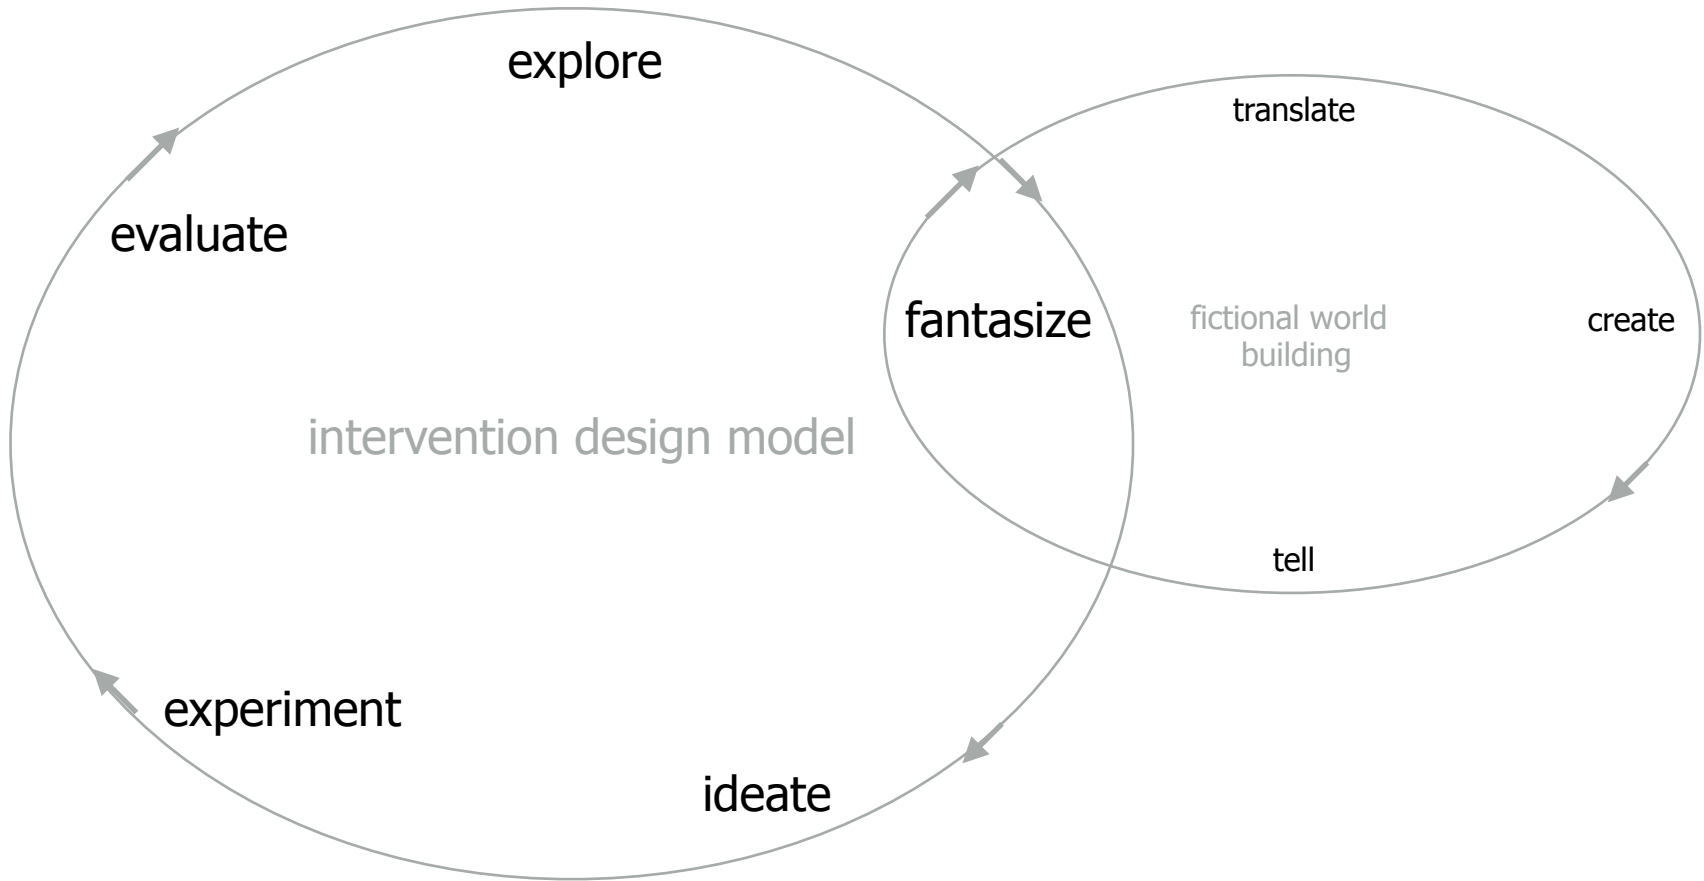 explore
translate
evaluate
fantasize
fictional world
building
create
intervention design model
tell
experiment
ideate